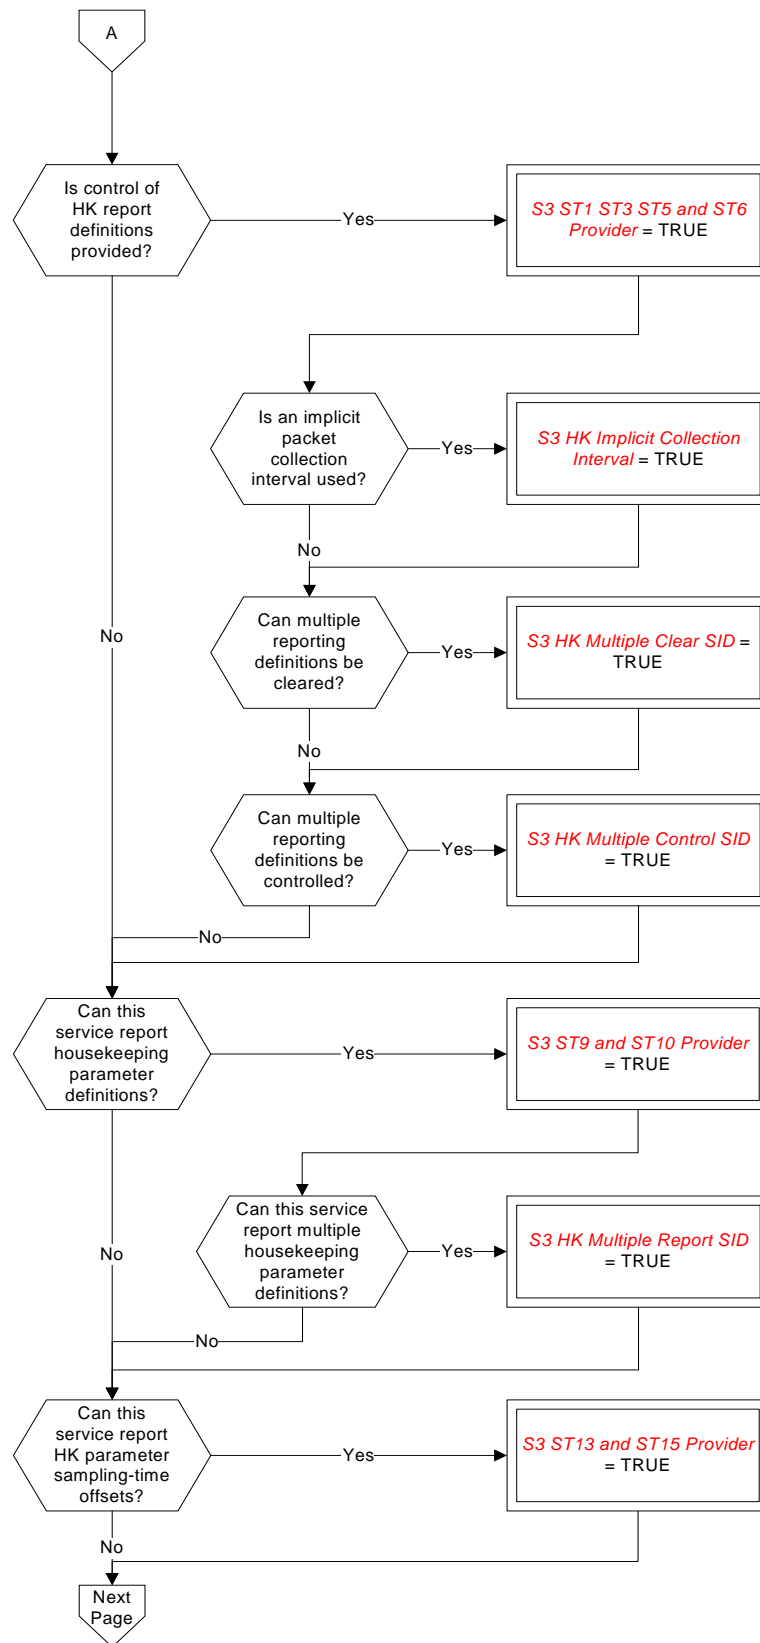 A
Is control of
HK report
definitions
provided?
Yes
S3 ST1 ST3 ST5 and ST6
Provider = TRUE
Is an implicit
packet
collection
interval used?
Yes
S3 HK Implicit Collection
Interval = TRUE
No
No
Can multiple
reporting
definitions be
cleared?
Yes
S3 HK Multiple Clear SID =
TRUE
No
Can multiple
reporting
definitions be
controlled?
Yes
S3 HK Multiple Control SID
= TRUE
No
Can this
service report
housekeeping
parameter
definitions?
Yes
S3 ST9 and ST10 Provider
= TRUE
No
Can this service
report multiple
housekeeping
parameter
definitions?
Yes
S3 HK Multiple Report SID
= TRUE
No
Can this
service report
HK parameter
sampling-time
offsets?
Yes
S3 ST13 and ST15 Provider
= TRUE
No
Next
Page